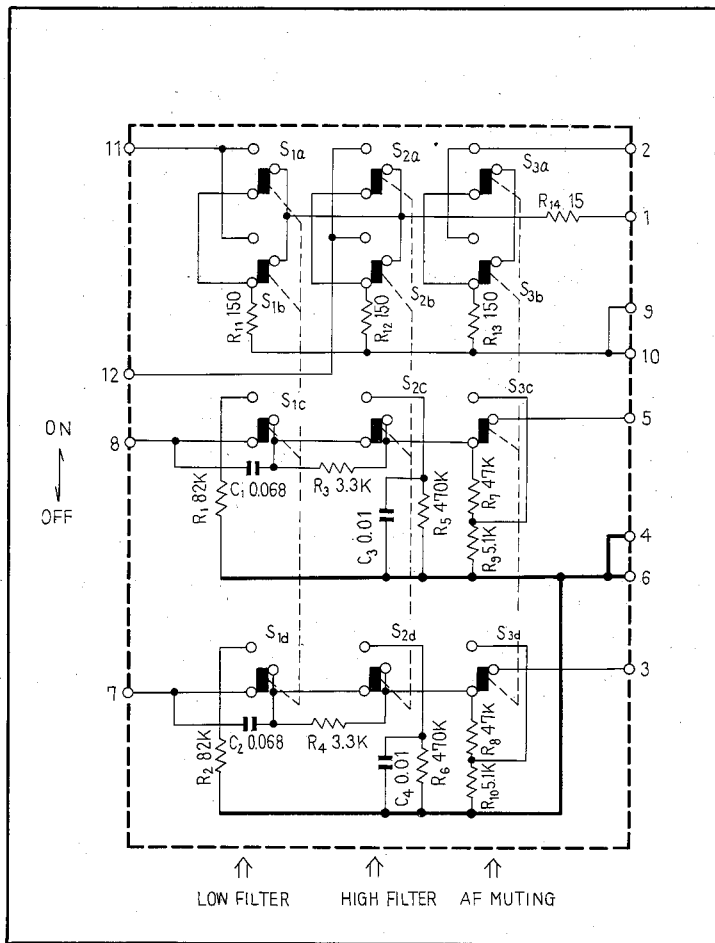 11 S1a S2a S3a 2
R14 15 1
S1b S2b S3b
R11 150 R12 150 R13 150 9
10
12
S1c S2c S3c 5
ON 8
OFF
R1 82K C1 0.068 R3 3.3K C3 0.01 R5 470K R7 47K
R9 5.1K 4
6
S1d S2d S3d 3
7
R2 82K C2 0.068 R4 3.3K C4 0.01 R6 470K R8 47K
R10 5.1K
LOW FILTER HIGH FILTER AF MUTING